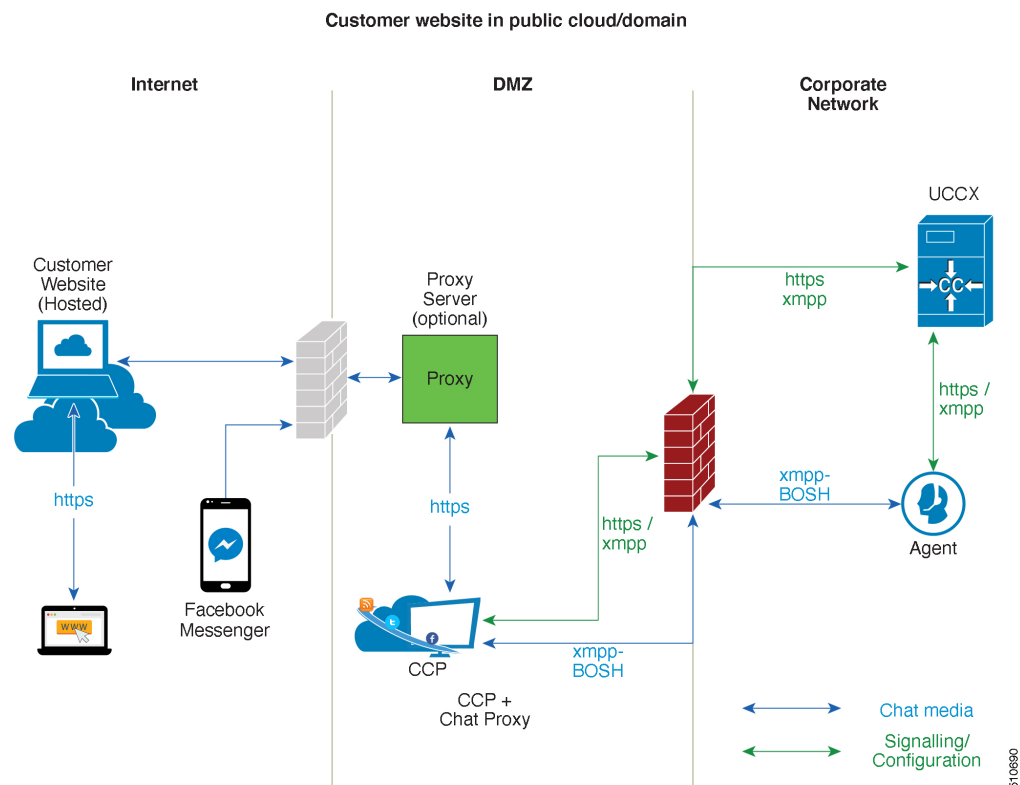 Customer website in public cloud/domain
Internet
DMZ
Corporate
Network
UCCX
Customer
Website
(Hosted)
Proxy
Server
(optional)
https
xmpp
CC
Proxy
https /
xmpp
https
https
xmpp-
BOSH
https /
xmpp
Agent
Facebook
Messenger
WWW
CCP
xmpp-
BOSH
CCP +
Chat Proxy
Chat media
Signalling/
Configuration
510690